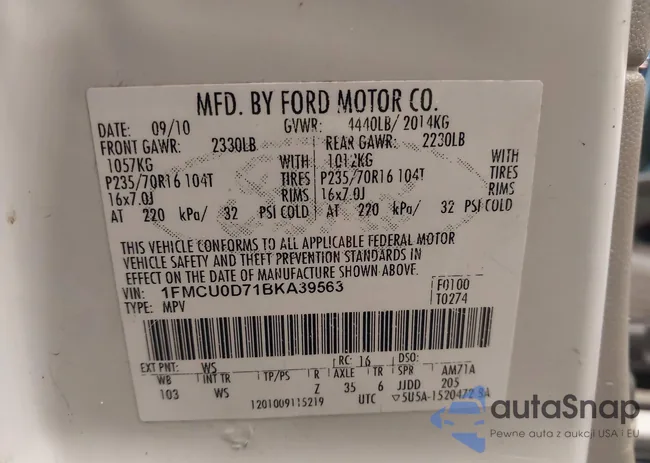 MFD. BY FORD MOTOR CO.
DATE: 09/10 GVWR: 4440LB/ 2014KG
FRONT GAWR: 2330LB REAR GAWR: 2230LB
1057KG WITH 1012KG WITH
P235/70R16 104T TIRES P235/70R16 104T TIRES
16x7.0J RIMS 16x7.0J RIMS
AT 220 kPa/ 32 PSI COLD AT 220 kPa/ 32 PSI COLD
THIS VEHICLE CONFORMS TO ALL APPLICABLE FEDERAL MOTOR
VEHICLE SAFETY AND THEFT PREVENTION STANDARDS IN
EFFECT ON THE DATE OF MANUFACTURE SHOWN ABOVE.
VIN: 1FMCU0D71BKA39563 F0100
TYPE: MPV T0274
EXT PNT: WS RC: 16 DSO:
WB INT TR TP/PS R AXLE TR SPR AM71A
103 WS Z 35 6 JJDD 205
1201009115219 UTC ▽5U5A-1520472-SA
autaSnap
Pewne auta z aukcji USA i EU